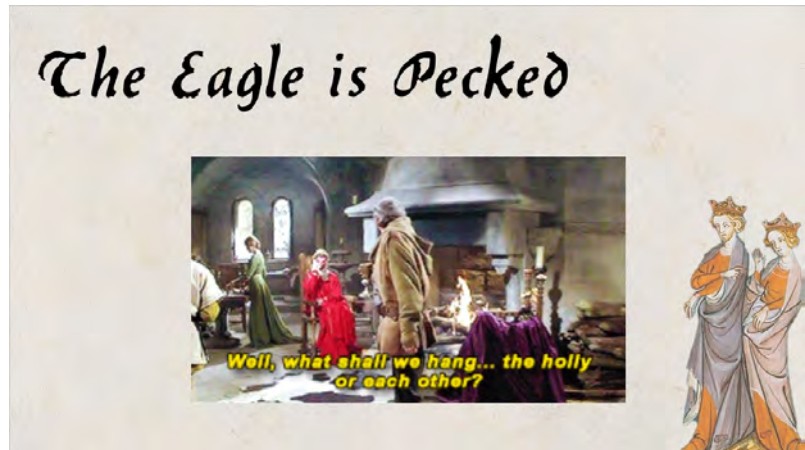 The Eagle is Pecked
Well, what shall we hang... the holly
or each other?